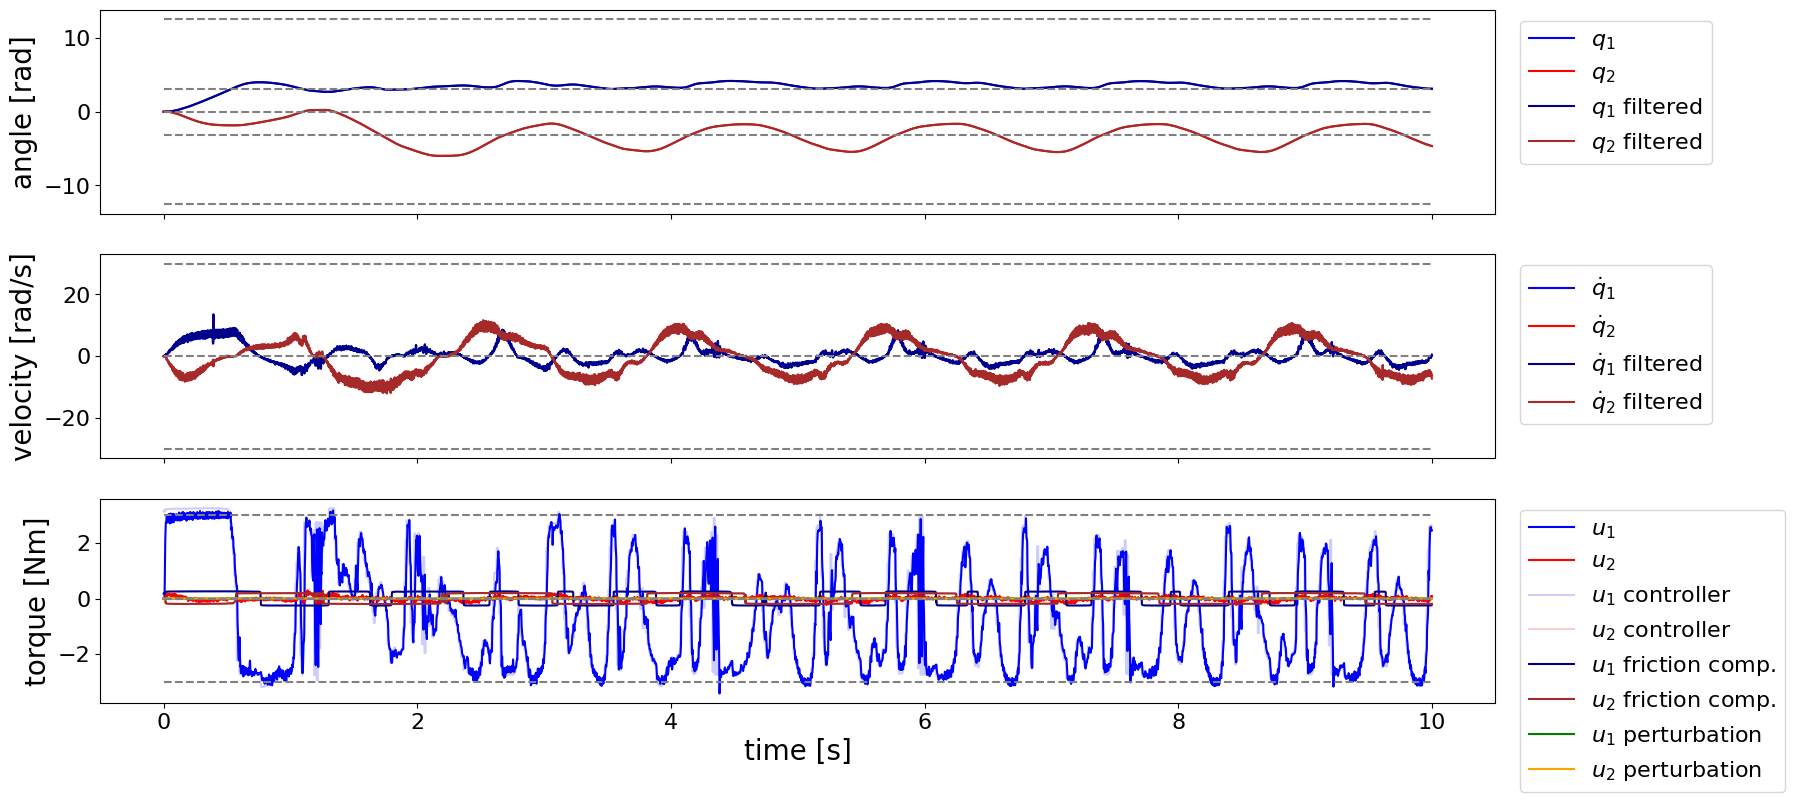 angle [rad]
10
0
−10
q₁
q₂
q₁ filtered
q₂ filtered
velocity [rad/s]
20
0
−20
q̇₁
q̇₂
q̇₁ filtered
q̇₂ filtered
torque [Nm]
2
0
−2
0 2 4 6 8 10
time [s]
u₁
u₂
u₁ controller
u₂ controller
u₁ friction comp.
u₂ friction comp.
u₁ perturbation
u₂ perturbation